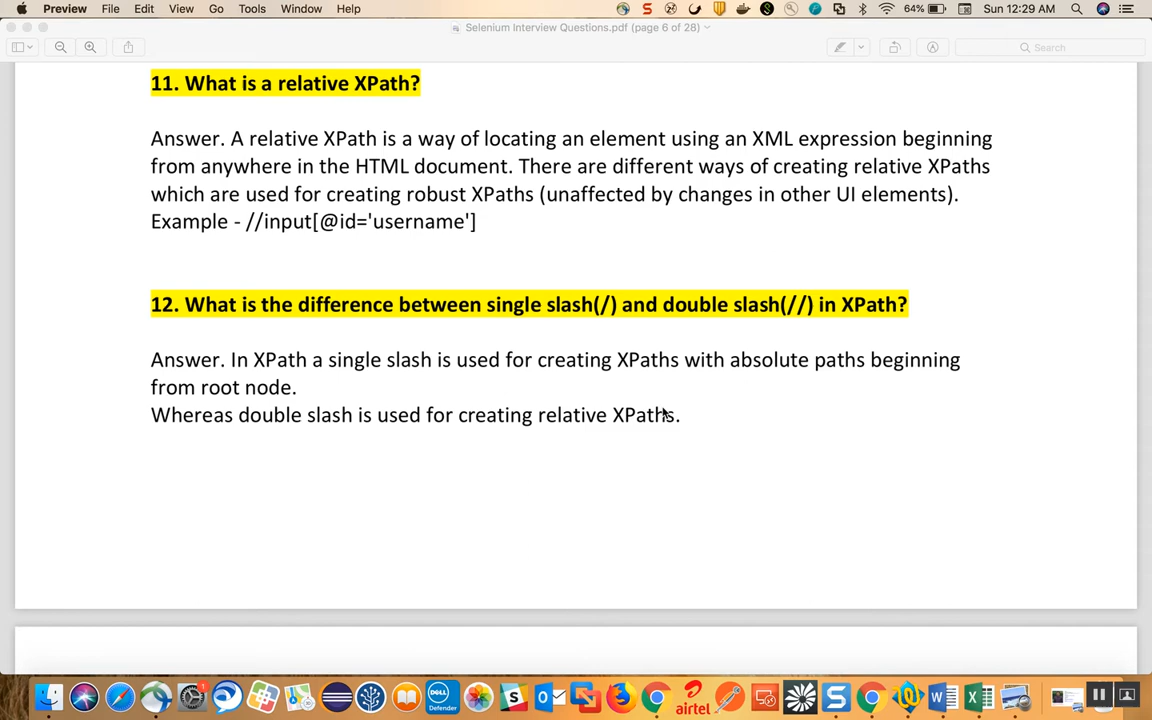 Preview File Edit View Go Tools Window Help 64% Sun 12:29 AM
Selenium Interview Questions.pdf (page 6 of 28)
Search
11. What is a relative XPath?
Answer. A relative XPath is a way of locating an element using an XML expression beginning
from anywhere in the HTML document. There are different ways of creating relative XPaths
which are used for creating robust XPaths (unaffected by changes in other UI elements).
Example - //input[@id='username']
12. What is the difference between single slash(/) and double slash(//) in XPath?
Answer. In XPath a single slash is used for creating XPaths with absolute paths beginning
from root node.
Whereas double slash is used for creating relative XPaths.
DELL
Defender
airtel